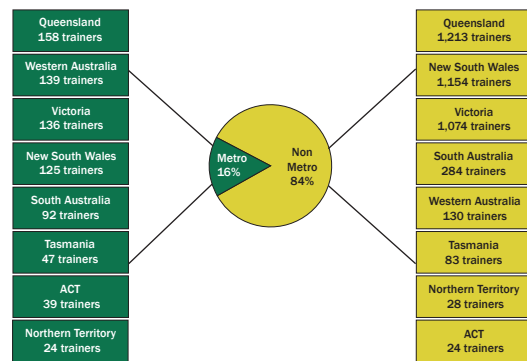 Queensland
158 trainers
Western Australia
139 trainers
Victoria
136 trainers
New South Wales
125 trainers
South Australia
92 trainers
Tasmania
47 trainers
ACT
39 trainers
Northern Territory
24 trainers
Metro
16%
Non
Metro
84%
Queensland
1,213 trainers
New South Wales
1,154 trainers
Victoria
1,074 trainers
South Australia
284 trainers
Western Australia
130 trainers
Tasmania
83 trainers
Northern Territory
28 trainers
ACT
24 trainers